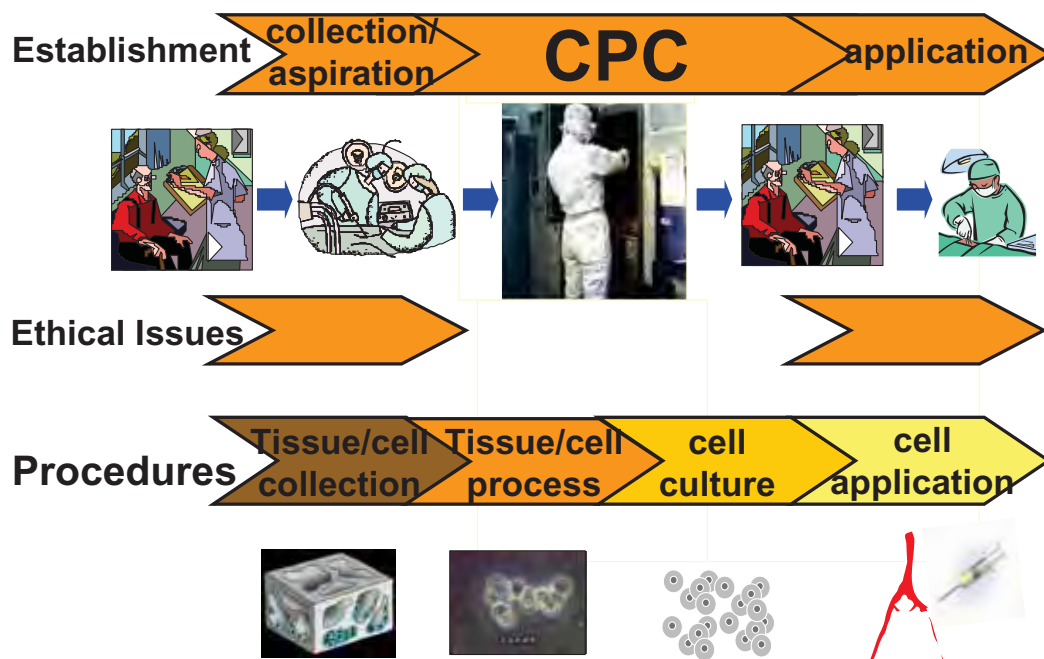 Establishment
collection/
aspiration
CPC
application
Ethical Issues
Procedures
Tissue/cell
collection
Tissue/cell
process
cell
culture
cell
application